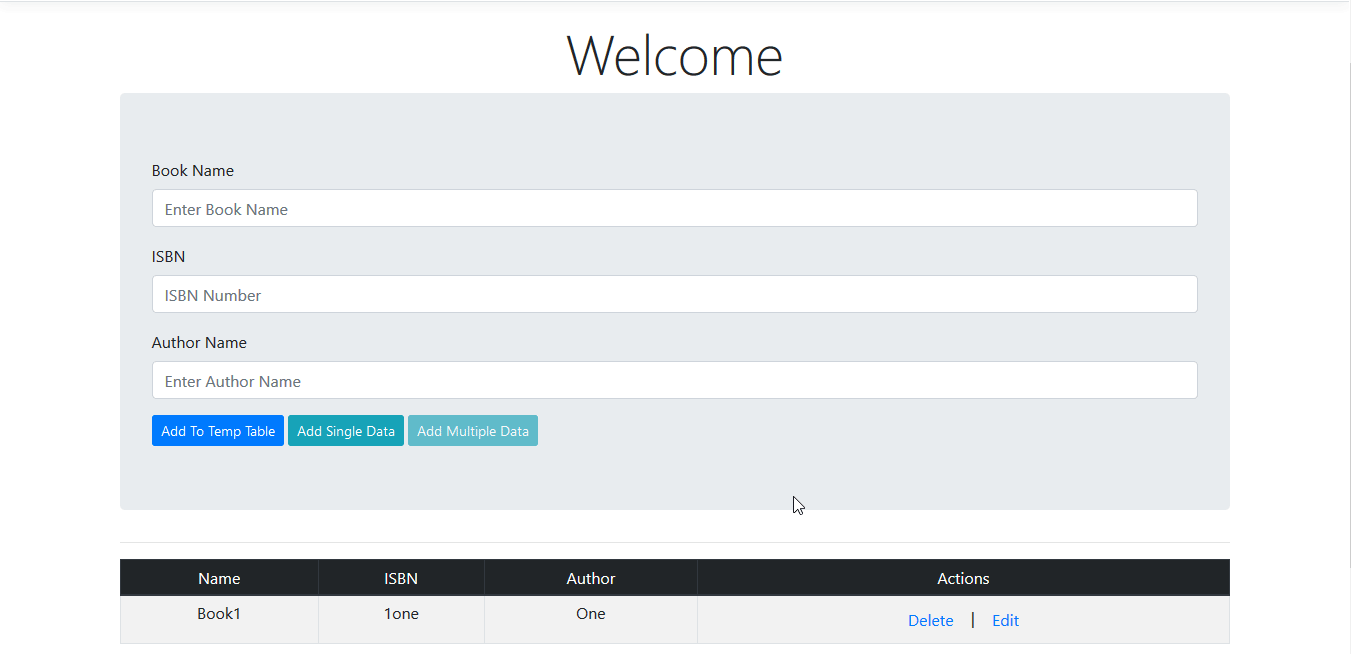 Welcome
Book Name
Enter Book Name
ISBN
ISBN Number
Author Name
Enter Author Name
Add To Temp Table Add Single Data Add Multiple Data
Name ISBN Author Actions
Book1 1one One Delete | Edit